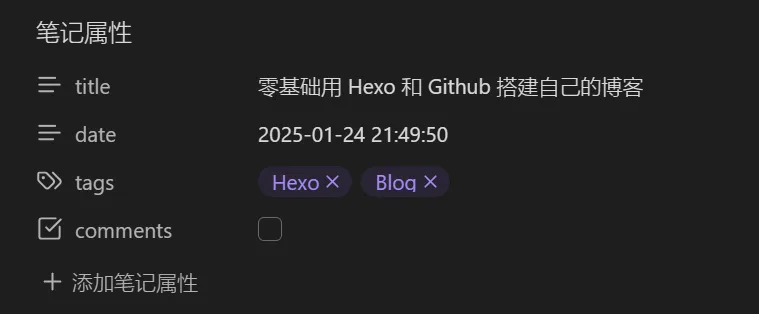 笔记属性
title 零基础用 Hexo 和 Github 搭建自己的博客
date 2025-01-24 21:49:50
tags Hexo × Blog ×
comments
+ 添加笔记属性